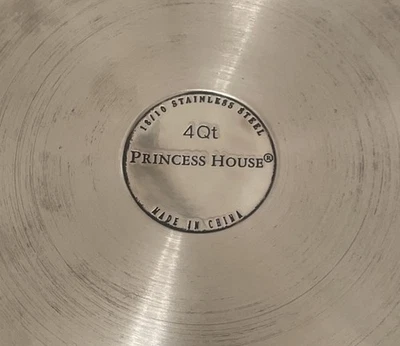 18/10 STAINLESS STEEL
4Qt
PRINCESS HOUSE®
MADE IN CHINA